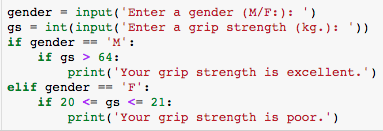 gender = input('Enter a gender (M/F:): ')
gs = int(input('Enter a grip strength (kg.): '))
if gender == 'M':
    if gs > 64:
        print('Your grip strength is excellent.')
elif gender == 'F':
    if 20 <= gs <= 21:
        print('Your grip strength is poor.')